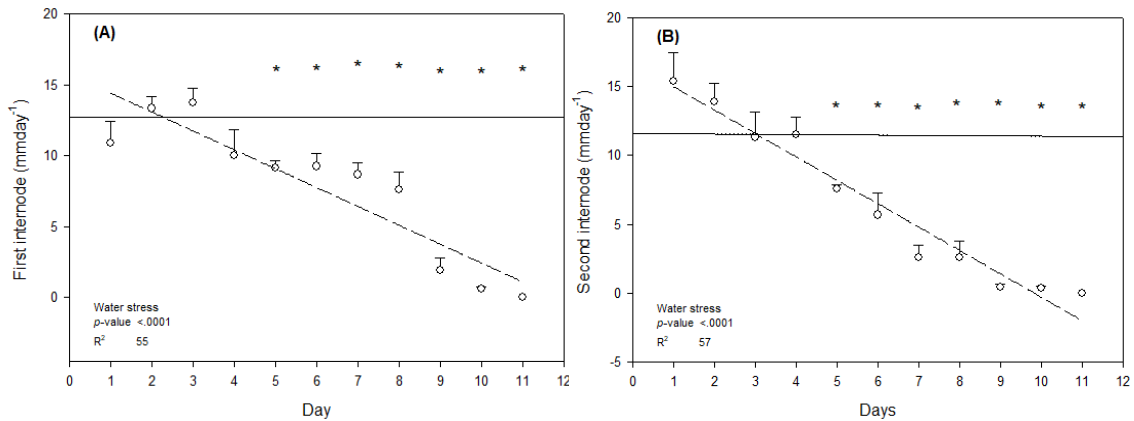 (A)
20
15
10
5
0
First internode (mmday-1)
* * * * * * *
Water stress
p-value <.0001
R2 55
0 1 2 3 4 5 6 7 8 9 10 11 12
Day
(B)
20
15
10
5
0
-5
Second internode (mmday-1)
* * * * * * *
Water stress
p-value <.0001
R2 57
0 1 2 3 4 5 6 7 8 9 10 11 12
Days